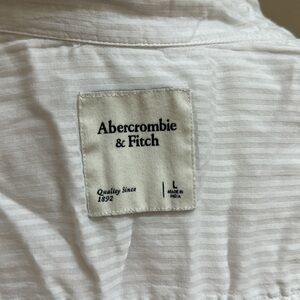 Abercrombie
& Fitch
Quality Since
1892
L
MADE IN
INDIA